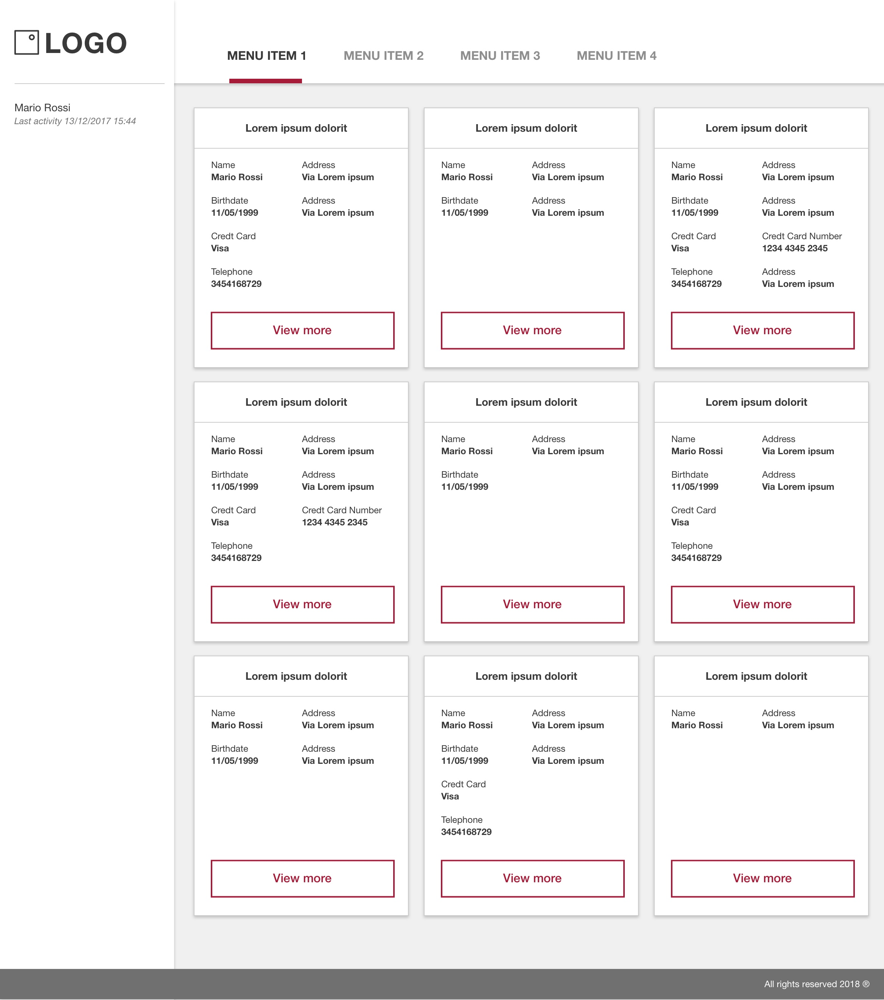 LOGO
MENU ITEM 1 MENU ITEM 2 MENU ITEM 3 MENU ITEM 4
Mario Rossi
Last activity 13/12/2017 15:44
Lorem ipsum dolorit
Name Address
Mario Rossi Via Lorem ipsum
Birthdate Address
11/05/1999 Via Lorem ipsum
Credt Card
Visa
Telephone
3454168729
View more
Lorem ipsum dolorit
Name Address
Mario Rossi Via Lorem ipsum
Birthdate Address
11/05/1999 Via Lorem ipsum
View more
Lorem ipsum dolorit
Name Address
Mario Rossi Via Lorem ipsum
Birthdate Address
11/05/1999 Via Lorem ipsum
Credt Card Credt Card Number
Visa 1234 4345 2345
Telephone Address
3454168729 Via Lorem ipsum
View more
Lorem ipsum dolorit
Name Address
Mario Rossi Via Lorem ipsum
Birthdate Address
11/05/1999 Via Lorem ipsum
Credt Card Credt Card Number
Visa 1234 4345 2345
Telephone
3454168729
View more
Lorem ipsum dolorit
Name Address
Mario Rossi Via Lorem ipsum
Birthdate
11/05/1999
View more
Lorem ipsum dolorit
Name Address
Mario Rossi Via Lorem ipsum
Birthdate Address
11/05/1999 Via Lorem ipsum
Credt Card
Visa
Telephone
3454168729
View more
Lorem ipsum dolorit
Name Address
Mario Rossi Via Lorem ipsum
Birthdate Address
11/05/1999 Via Lorem ipsum
View more
Lorem ipsum dolorit
Name Address
Mario Rossi Via Lorem ipsum
Birthdate Address
11/05/1999 Via Lorem ipsum
Credt Card
Visa
Telephone
3454168729
View more
Lorem ipsum dolorit
Name Address
Mario Rossi Via Lorem ipsum
View more
All rights reserved 2018 ®